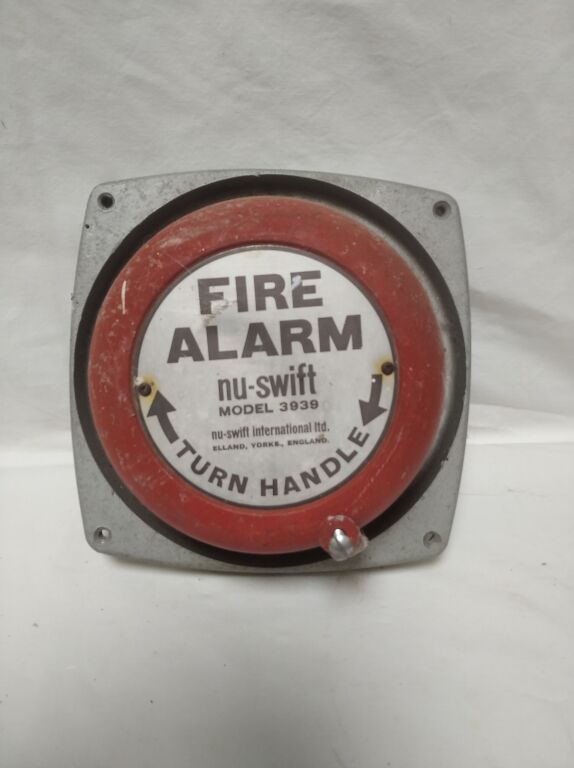 FIRE
ALARM
nu-swift
MODEL 3939
nu-swift international ltd.
ELLAND, YORKS., ENGLAND.
TURN HANDLE